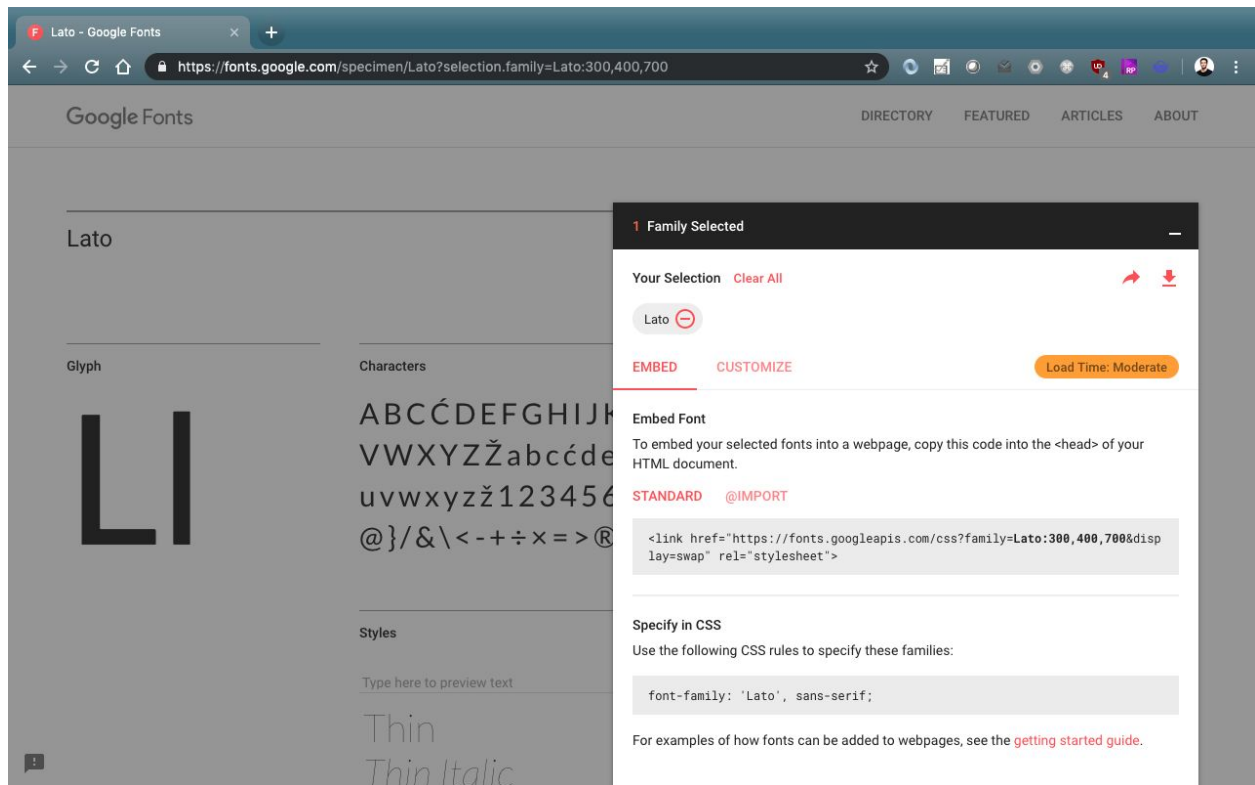 Lato - Google Fonts
https://fonts.google.com/specimen/Lato?selection.family=Lato:300,400,700
4
RP
Google Fonts
DIRECTORY FEATURED ARTICLES ABOUT
Lato
1 Family Selected
Your Selection Clear All
Lato
Glyph
Characters
EMBED CUSTOMIZE
Load Time: Moderate
Ll
ABCĆDEFGHIJK
VWXYZŽabcćde
uvwxyzž123456
@}/&\<-+÷×=>®
Embed Font
To embed your selected fonts into a webpage, copy this code into the <head> of your
HTML document.
STANDARD @IMPORT
<link href="https://fonts.googleapis.com/css?family=Lato:300,400,700&disp
lay=swap" rel="stylesheet">
Styles
Type here to preview text
Thin
Thin Italic
Specify in CSS
Use the following CSS rules to specify these families:
font-family: 'Lato', sans-serif;
For examples of how fonts can be added to webpages, see the getting started guide.